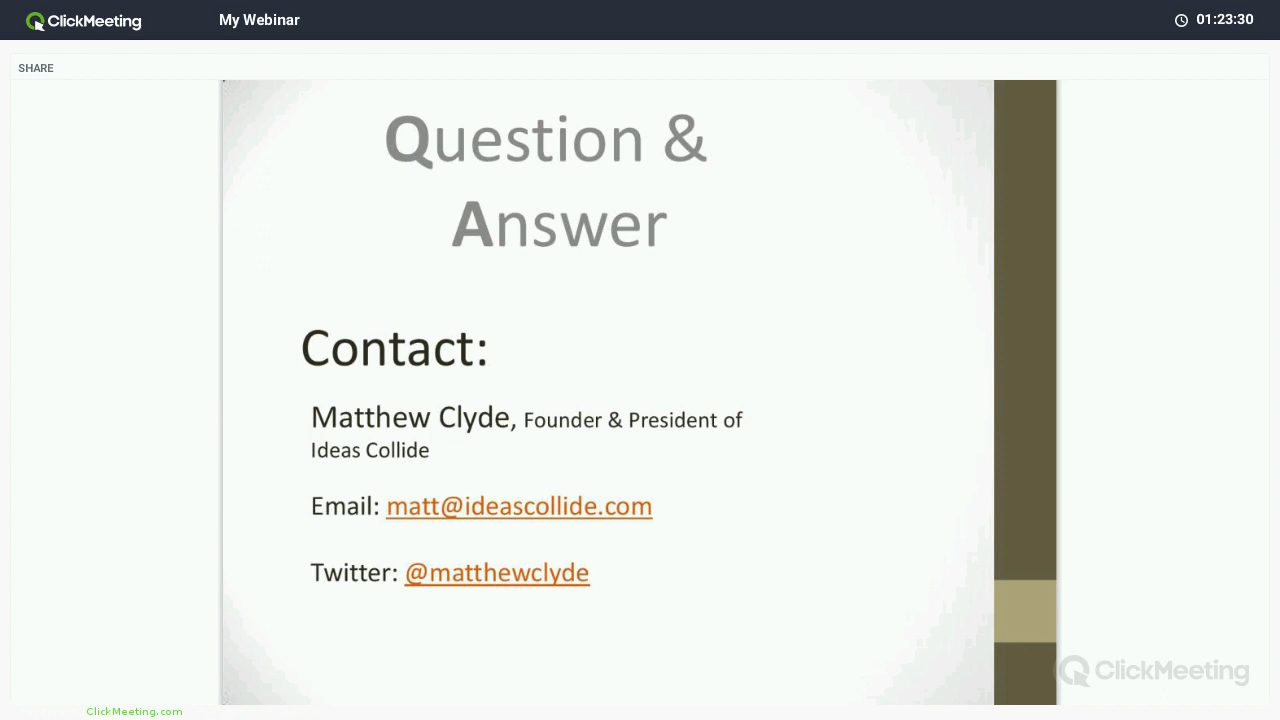 ClickMeeting
My Webinar
01:23:30
SHARE
Question &
Answer
Contact:
Matthew Clyde, Founder & President of
Ideas Collide
Email: matt@ideascollide.com
Twitter: @matthewclyde
ClickMeeting
ClickMeeting.com